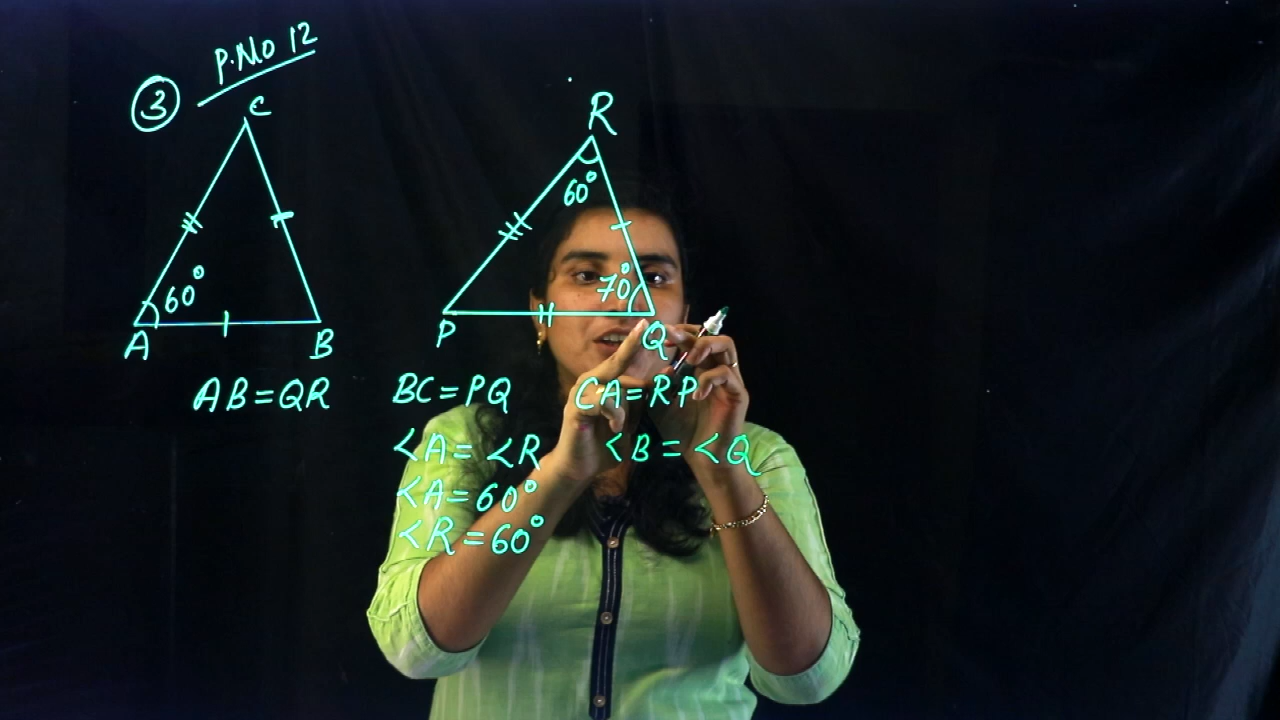 P.No 12
3
C
60°
A B
R
60°
70°
P Q
AB = QR BC = PQ CA = RP
∠A = ∠R ∠B = ∠Q
∠A = 60°
∠R = 60°